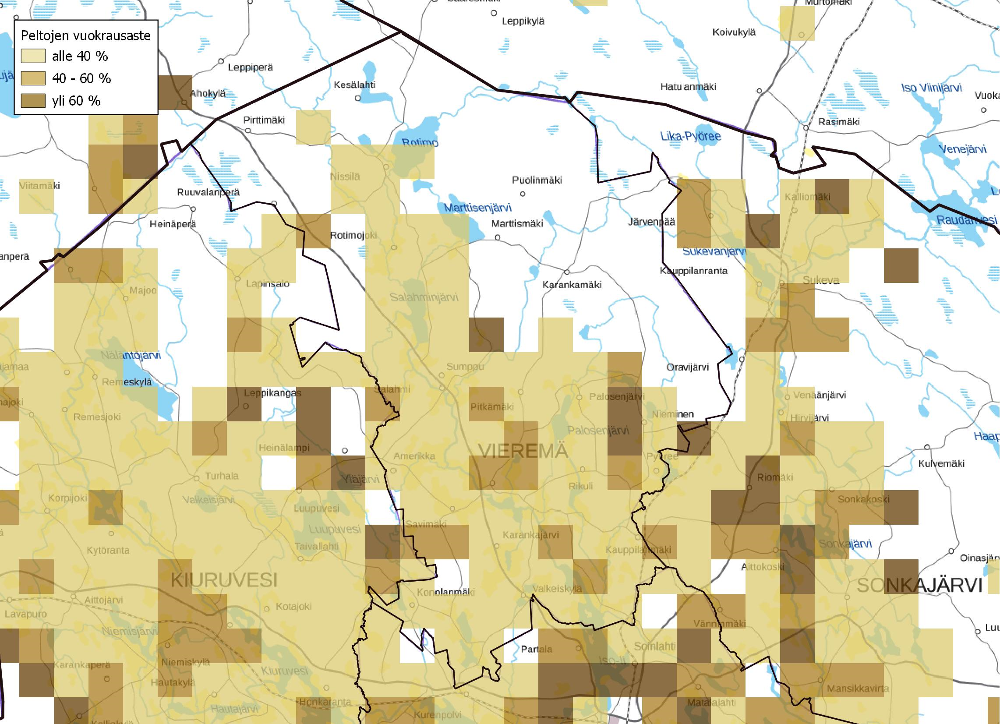 Peltojen vuokrausaste
alle 40 %
40 - 60 %
yli 60 %
Murtomäki
Leppikylä
Koivukylä
Leppiperä
Kesälahti
Hatulanmäki
Iso Viinijärvi
Ahokylä
Pirttimäki
Rasimäki
Rotimo
Lika-Pyöree
Venejärvi
Nissilä
Puolinmäki
Viitamäki
Ruuvalanperä
Kalliomäki
Marttisenjärvi
Raudanvesi
Heinäperä
Marttismäki
Järvenpää
Rotimojoki
Sukevanjärvi
Kauppilanranta
Sukeva
Lapinsalo
Karankamäki
Majoo
Salahminjärvi
Näläntöjärvi
Sumppu
Oravijärvi
Remeskylä
Salahmi
Leppikangas
Palosenjärvi
Venäänjärvi
Pitkämäki
Remesjoki
Nieminen
Hirvijärvi
Palosenjärvi
Heinälampi
VIEREMÄ
Amerikka
Pyöree
Kulvemäki
Turhala
Yläjärvi
Riomäki
Rikuli
Korpijoki
Valkeisjärvi
Sonkakoski
Luupuvesi
Luupuvesi
Savimäki
Karankajärvi
Taivallahti
Sonkajärvi
Kytöranta
Kauppilanmäki
Aittokoski
KIURUVESI
SONKAJÄRVI
Valkeiskylä
Konolanmäki
Aittojärvi
Kotajoki
Lavapuro
Vänninmäki
Niemisjärvi
Soinlahti
Partala
Iso-Ii
Niemiskylä
Karankaperä
Kiuruvesi
Hautakylä
Mansikkavirta
Honkaranta
Matalalahti
Hautajärvi
Kurenpolvi
Kalliokylä